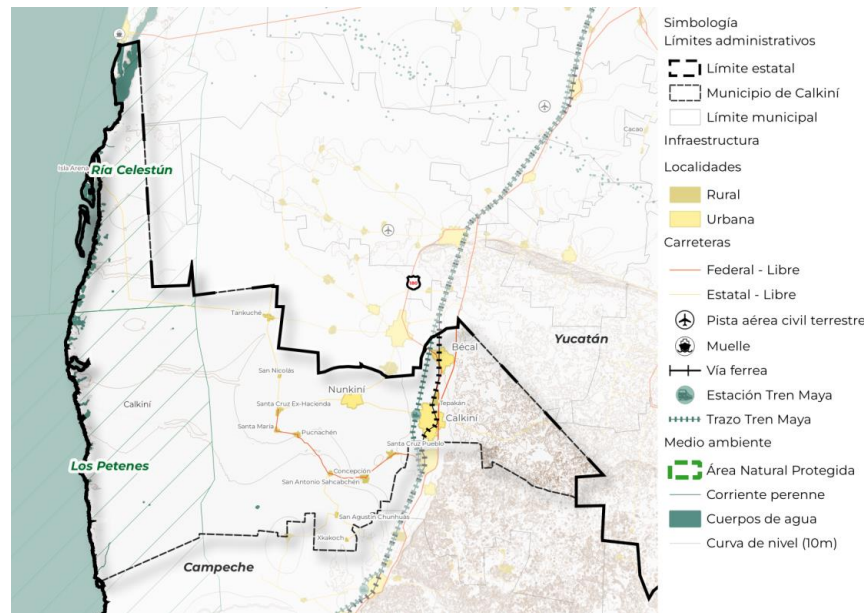 Ría Celestún
Isla Arena
Cacao
Yucatán
Tankuché
Bécal
San Nicolás
Nunkiní
Tepakán
Calkiní
Calkiní
Santa Cruz Ex-Hacienda
Santa María
Pucnachén
Santa Cruz Pueblo
Los Petenes
Concepción
San Antonio Sahcabchén
San Agustín Chunhuás
Xkakoch
Campeche
Simbología
Límites administrativos
Límite estatal
Municipio de Calkiní
Límite municipal
Infraestructura
Localidades
Rural
Urbana
Carreteras
Federal - Libre
Estatal - Libre
Pista aérea civil terrestre
Muelle
Vía ferrea
Estación Tren Maya
Trazo Tren Maya
Medio ambiente
Área Natural Protegida
Corriente perenne
Cuerpos de agua
Curva de nivel (10m)